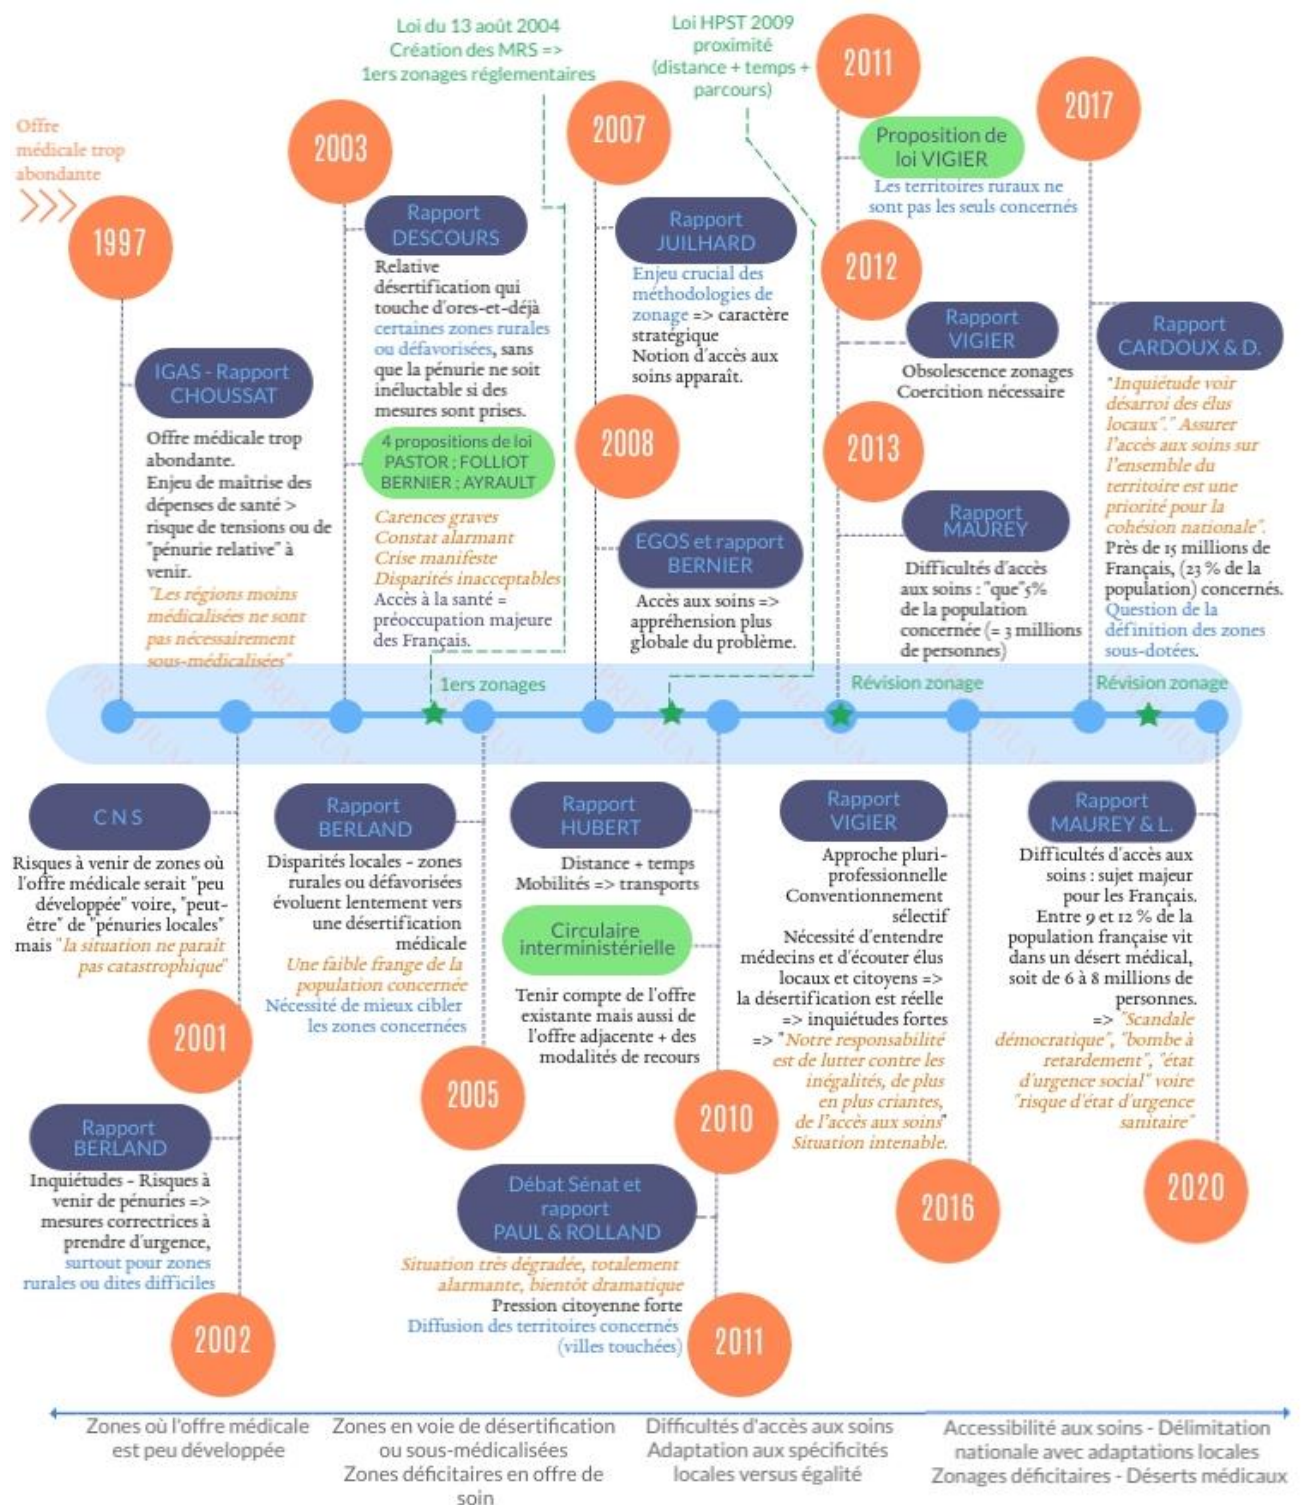 Loi du 13 août 2004
Création des MRS =>
1ers zonages réglementaires
Loi HPST 2009
proximité
(distance + temps +
parcours)
Offre
médicale trop
abondante
1997
IGAS - Rapport
CHOUSSAT
Offre médicale trop
abondante.
Enjeu de maîtrise des
dépenses de santé >
risque de tensions ou de
"pénurie relative" à
venir.
"Les régions moins
médicalisées ne sont
pas nécessairement
sous-médicalisées"
2003
Rapport
DESCOURS
Relative
désertification qui
touche d'ores-et-déjà
certaines zones rurales
ou défavorisées, sans
que la pénurie ne soit
inéluctable si des
mesures sont prises.
4 propositions de loi
PASTOR ; FOLLIOT
BERNIER ; AYRAULT
Carences graves
Constat alarmant
Crise manifeste
Disparités inacceptables
Accès à la santé =
préoccupation majeure
des Français.
2007
Rapport
JUILHARD
Enjeu crucial des
méthodologies de
zonage => caractère
stratégique
Notion d'accès aux
soins apparaît.
2008
EGOS et rapport
BERNIER
Accès aux soins =>
appréhension plus
globale du problème.
2011
Proposition de
loi VIGIER
Les territoires ruraux ne
sont pas les seuls concernés
2012
Rapport
VIGIER
Obsolescence zonages
Coercition nécessaire
2013
Rapport
MAUREY
Difficultés d'accès
aux soins : "que"5%
de la population
concernée (= 3 millions
de personnes)
2017
Rapport
CARDOUX & D.
"Inquiétude voir
désarroi des élus
locaux"." Assurer
l'accès aux soins sur
l'ensemble du
territoire est une
priorité pour la
cohésion nationale".
Près de 15 millions de
Français, (23 % de la
population) concernés.
Question de la
définition des zones
sous-dotées.
1ers zonages
Révision zonage
Révision zonage
PREMIUM
PREMIUM
PREMIUM
PREMIUM
PREMIUM
C N S
Risques à venir de zones où
l'offre médicale serait "peu
développée" voire, "peut-
être" de "pénuries locales"
mais "la situation ne paraît
pas catastrophique"
2001
Rapport
BERLAND
Inquiétudes - Risques à
venir de pénuries =>
mesures correctrices à
prendre d'urgence,
surtout pour zones
rurales ou dites difficiles
2002
Rapport
BERLAND
Disparités locales - zones
rurales ou défavorisées
évoluent lentement vers
une désertification
médicale
Une faible frange de la
population concernée
Nécessité de mieux cibler
les zones concernées
2005
Rapport
HUBERT
Distance + temps
Mobilités => transports
Circulaire
interministérielle
Tenir compte de l'offre
existante mais aussi de
l'offre adjacente + des
modalités de recours
2010
Débat Sénat et
rapport
PAUL & ROLLAND
Situation très dégradée, totalement
alarmante, bientôt dramatique
Pression citoyenne forte
Diffusion des territoires concernés
(villes touchées)
2011
Rapport
VIGIER
Approche pluri-
professionnelle
Conventionnement
sélectif
Nécessité d'entendre
médecins et d'écouter élus
locaux et citoyens =>
la désertification est réelle
=> inquiétudes fortes
=> "Notre responsabilité
est de lutter contre les
inégalités, de plus
en plus criantes,
de l'accès aux soins"
Situation intenable.
2016
Rapport
MAUREY & L.
Difficultés d'accès aux
soins : sujet majeur
pour les Français.
Entre 9 et 12 % de la
population française vit
dans un désert médical,
soit de 6 à 8 millions de
personnes.
=> "Scandale
démocratique", "bombe à
retardement", "état
d'urgence social" voire
"risque d'état d'urgence
sanitaire"
2020
Zones où l'offre médicale
est peu développée
Zones en voie de désertification
ou sous-médicalisées
Zones déficitaires en offre de
soin
Difficultés d'accès aux soins
Adaptation aux spécificités
locales versus égalité
Accessibilité aux soins - Délimitation
nationale avec adaptations locales
Zonages déficitaires - Déserts médicaux